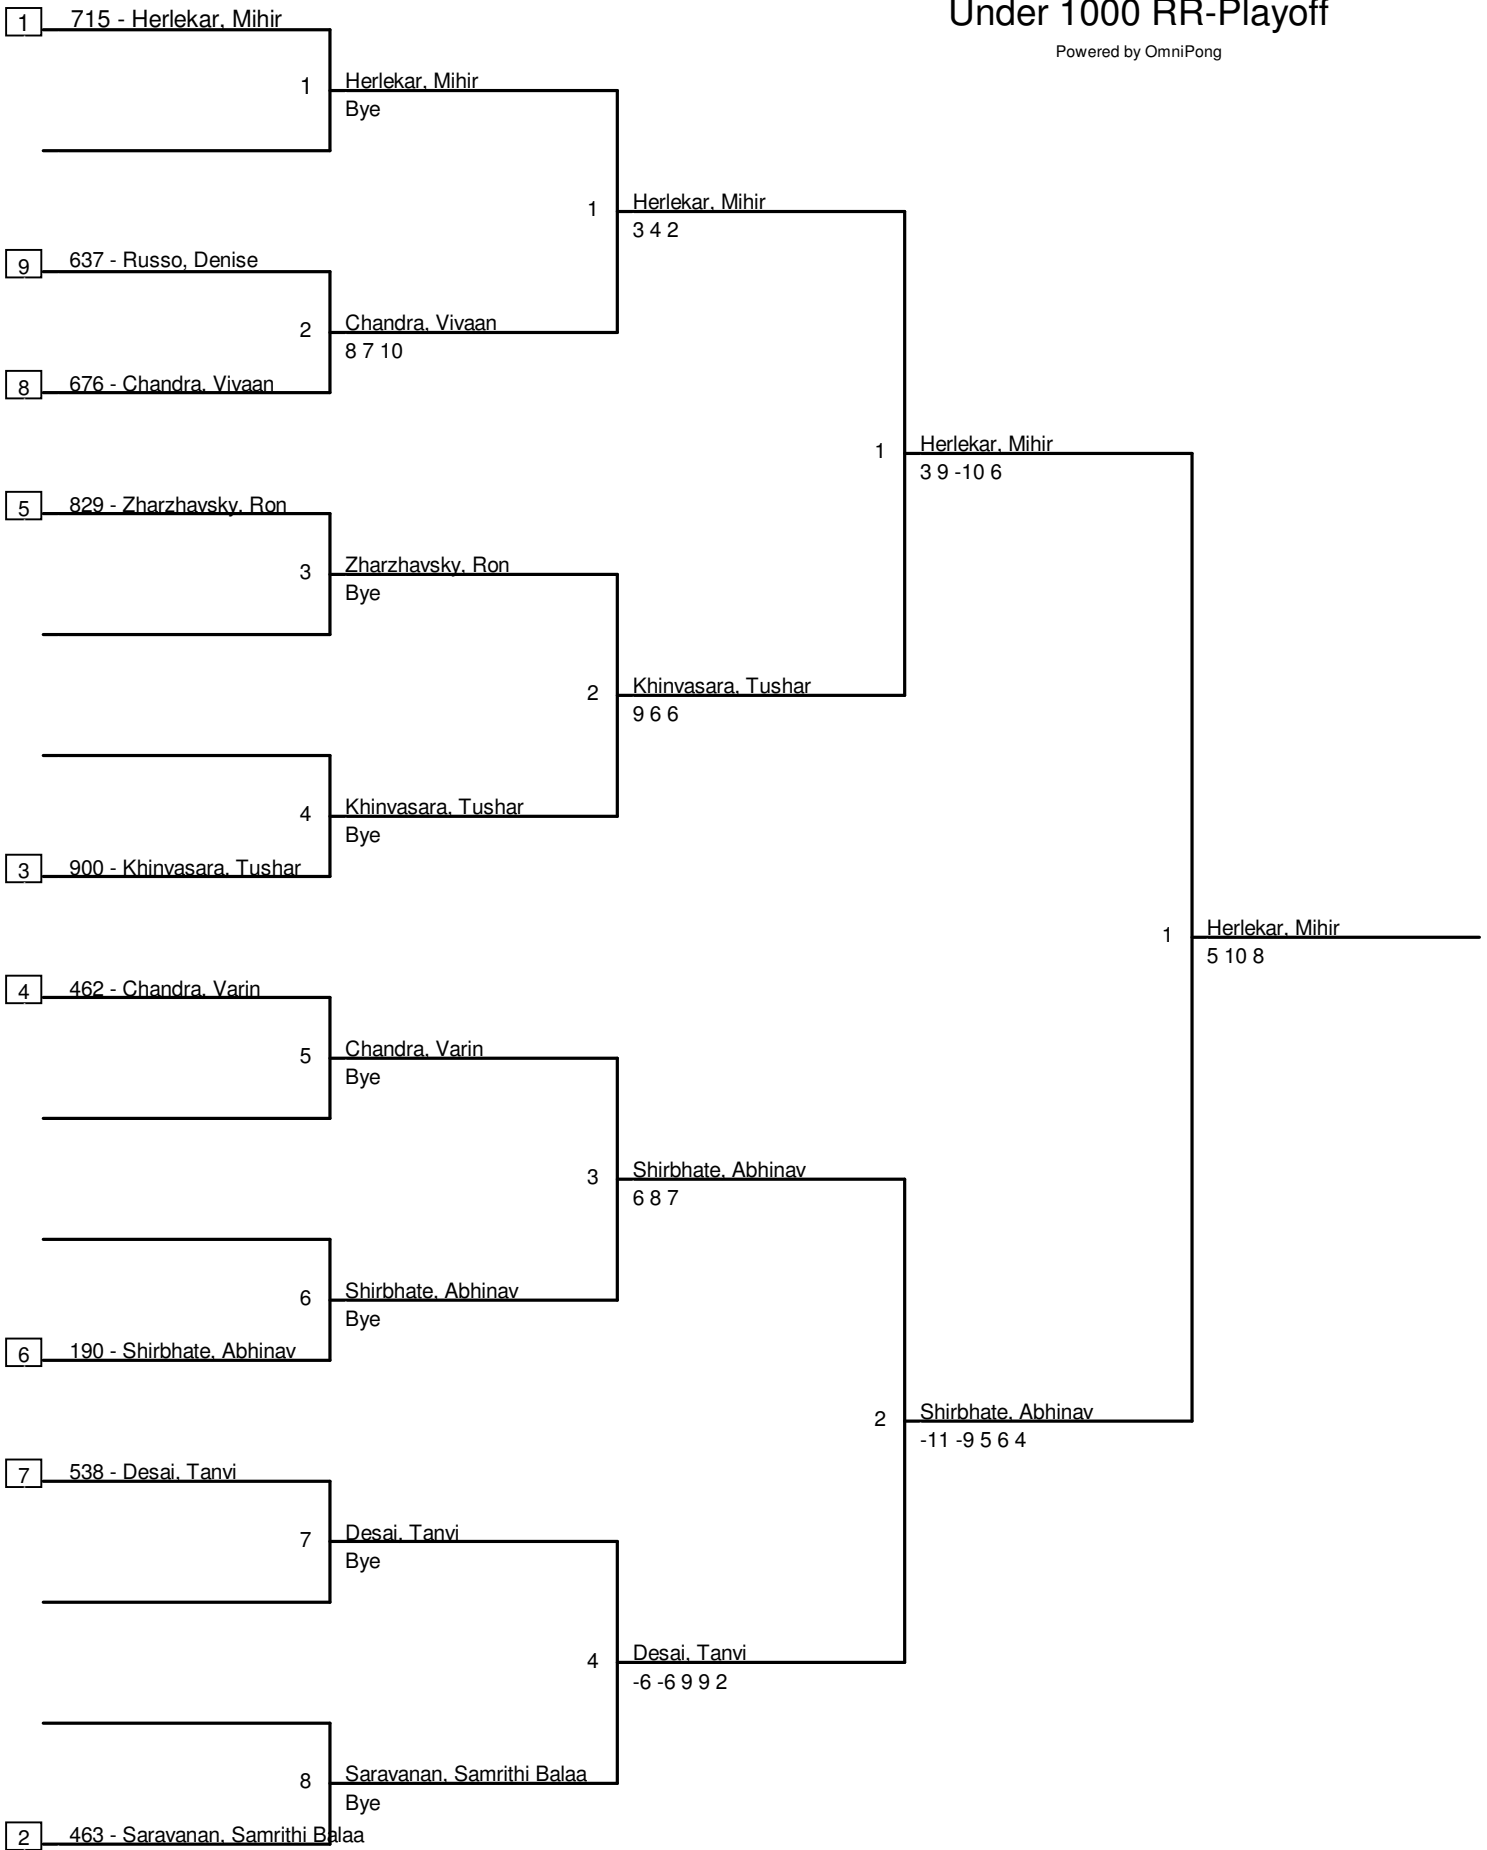 Under 1000 RR-Playoff
Powered by OmniPong
1 715 - Herlekar, Mihir
1 Herlekar, Mihir
Bye
1 Herlekar, Mihir
3 4 2
9 637 - Russo, Denise
2 Chandra, Vivaan
8 7 10
8 676 - Chandra, Vivaan
1 Herlekar, Mihir
3 9 -10 6
5 829 - Zharzhavsky, Ron
3 Zharzhavsky, Ron
Bye
2 Khinvasara, Tushar
9 6 6
4 Khinvasara, Tushar
Bye
3 900 - Khinvasara, Tushar
1 Herlekar, Mihir
5 10 8
4 462 - Chandra, Varin
5 Chandra, Varin
Bye
3 Shirbhate, Abhinav
6 8 7
6 Shirbhate, Abhinav
Bye
6 190 - Shirbhate, Abhinav
2 Shirbhate, Abhinav
-11 -9 5 6 4
7 538 - Desai, Tanvi
7 Desai, Tanvi
Bye
4 Desai, Tanvi
-6 -6 9 9 2
8 Saravanan, Samrithi Balaa
Bye
2 463 - Saravanan, Samrithi Balaa